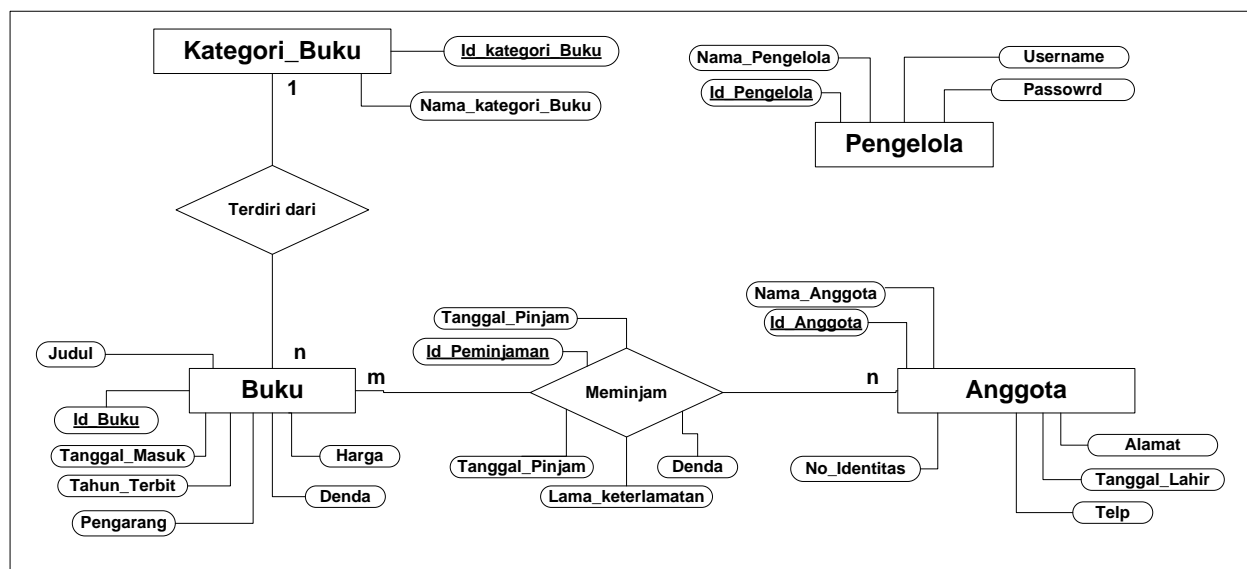 Kategori_Buku
Id_kategori_Buku
Nama_kategori_Buku
1
Nama_Pengelola
Username
Id_Pengelola
Passowrd
Pengelola
Terdiri dari
Nama_Anggota
Tanggal_Pinjam
Id_Anggota
Judul
n
Id_Peminjaman
Buku
m
Meminjam
n
Anggota
Id_Buku
Tanggal_Masuk
Harga
Tanggal_Pinjam
Denda
No_Identitas
Alamat
Tahun_Terbit
Denda
Lama_keterlamatan
Tanggal_Lahir
Pengarang
Telp